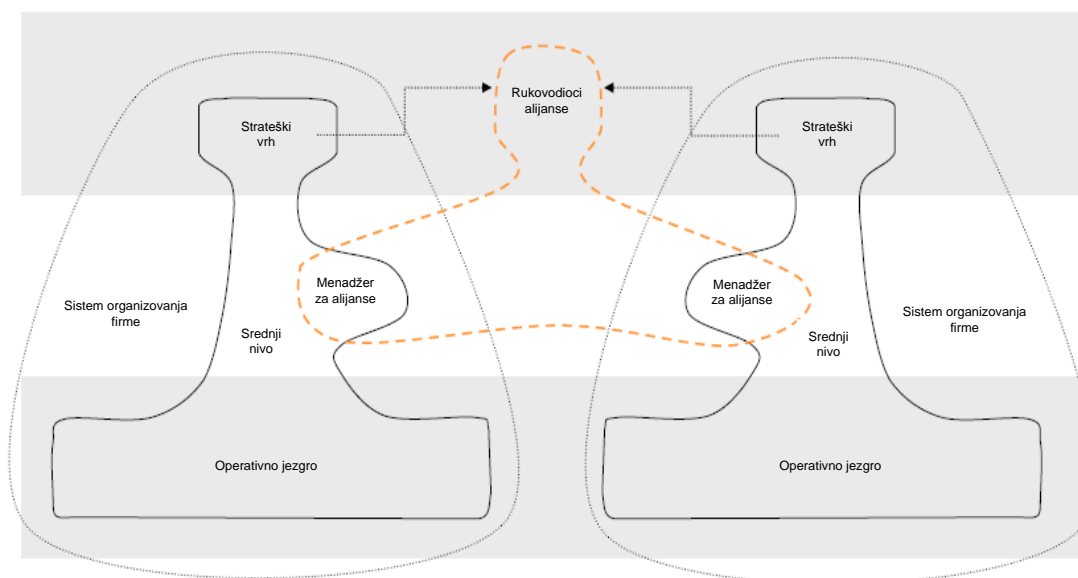 Rukovodioci
alijanse
Strateški
vrh
Strateški
vrh
Menadžer
za alijanse
Menadžer
za alijanse
Sistem organizovanja
firme
Sistem organizovanja
firme
Srednji
nivo
Srednji
nivo
Operativno jezgro
Operativno jezgro